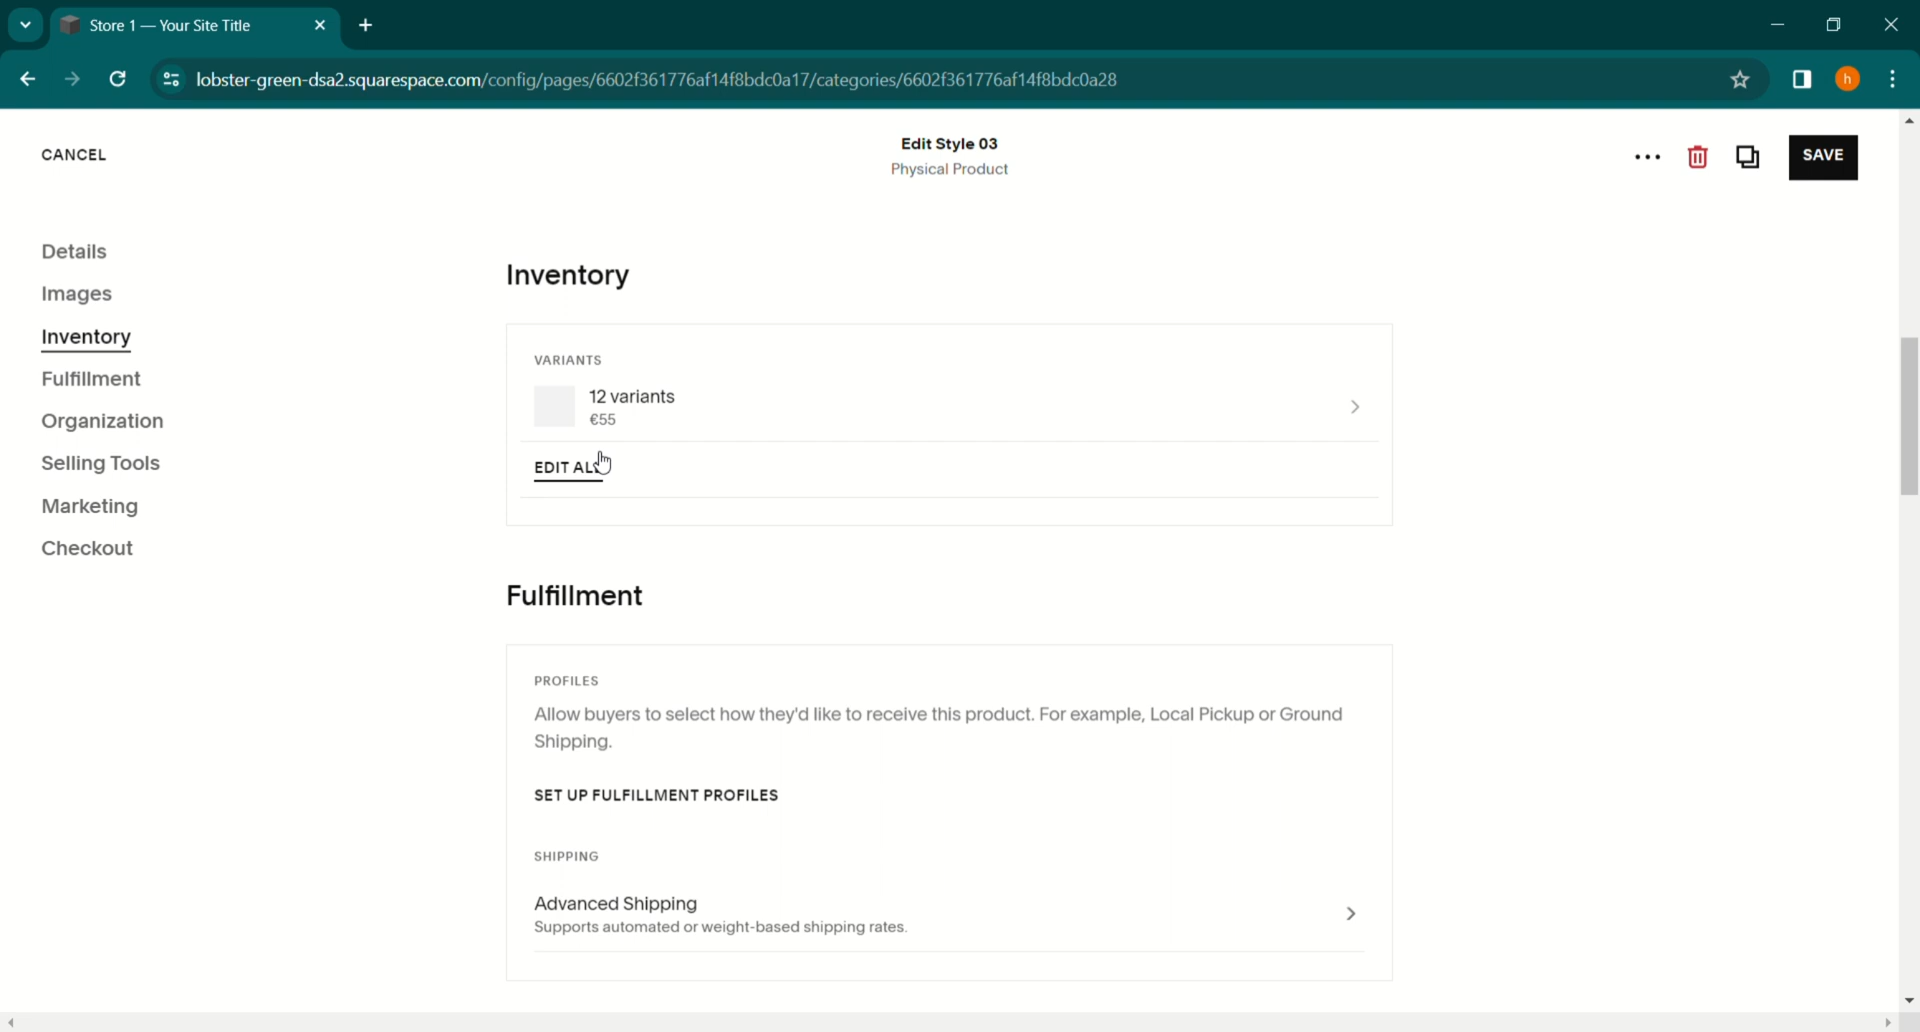 Store 1 — Your Site Title
lobster-green-dsa2.squarespace.com/config/pages/6602f361776af14f8bdc0a17/categories/6602f361776af14f8bdc0a28
h
CANCEL
Edit Style 03
Physical Product
SAVE
Details
Images
Inventory
Fulfillment
Organization
Selling Tools
Marketing
Checkout
Inventory
VARIANTS
12 variants
€55
EDIT ALL
Fulfillment
PROFILES
Allow buyers to select how they'd like to receive this product. For example, Local Pickup or Ground
Shipping.
SET UP FULFILLMENT PROFILES
SHIPPING
Advanced Shipping
Supports automated or weight-based shipping rates.